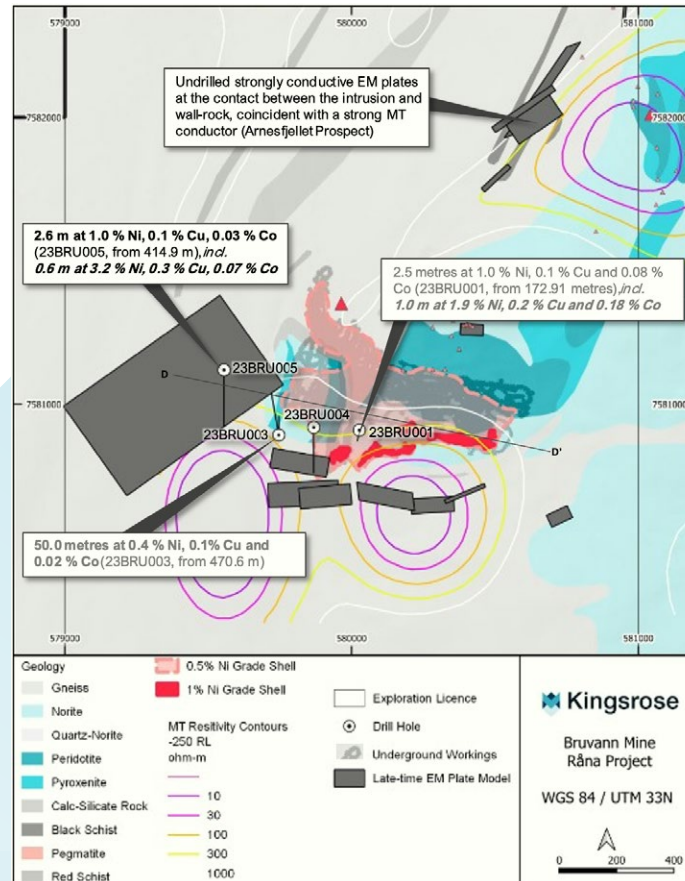 579000
580000
581000
Undrilled strongly conductive EM plates
at the contact between the intrusion and
wall-rock, coincident with a strong MT
conductor (Arnesfjellet Prospect)
7582000
7582000
2.6 m at 1.0 % Ni, 0.1 % Cu, 0.03 % Co
(23BRU005, from 414.9 m), incl.
0.6 m at 3.2 % Ni, 0.3 % Cu, 0.07 % Co
2.5 metres at 1.0 % Ni, 0.1 % Cu and 0.08 %
Co (23BRU001, from 172.91 metres), incl.
1.0 m at 1.9 % Ni, 0.2 % Cu and 0.18 % Co
23BRU005
D
7581000
7581000
23BRU004
23BRU003
23BRU001
D'
50.0 metres at 0.4 % Ni, 0.1% Cu and
0.02 % Co (23BRU003, from 470.6 m)
579000
580000
581000
Geology
Gneiss
Norite
Quartz-Norite
Peridotite
Pyroxenite
Calc-Silicate Rock
Black Schist
Pegmatite
Red Schist
0.5% Ni Grade Shell
1% Ni Grade Shell
MT Resitivity Contours
-250 RL
ohm-m
10
30
100
300
1000
Exploration Licence
Drill Hole
Underground Workings
Late-time EM Plate Model
Kingsrose
Bruvann Mine
Råna Project
WGS 84 / UTM 33N
0 200 400